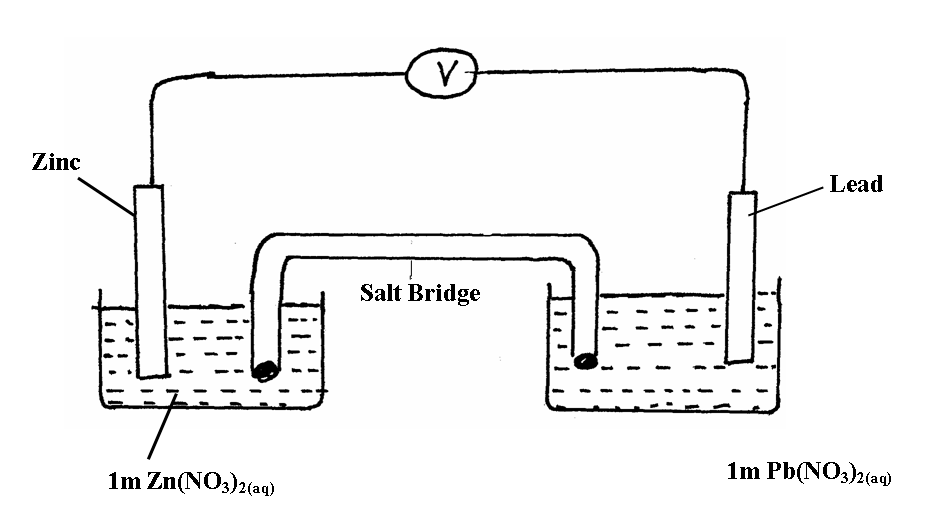 V
Zinc
Lead
Salt Bridge
1m Zn(NO₃)₂₍aq₎
1m Pb(NO₃)₂₍aq₎